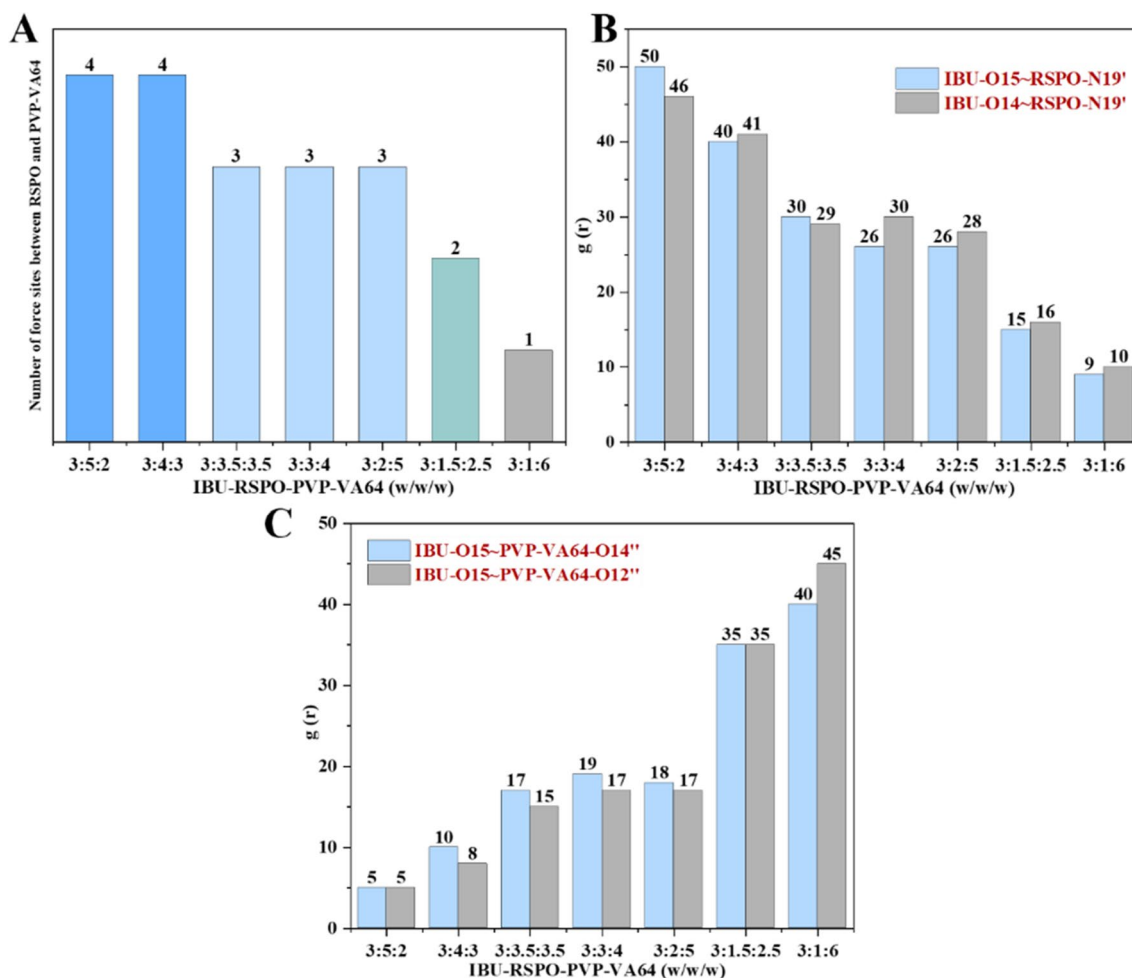 A
Number of force sites between RSPO and PVP-VA64
4
4
3
3
3
2
1
3:5:2 3:4:3 3:3.5:3.5 3:3:4 3:2:5 3:1.5:2.5 3:1:6
IBU-RSPO-PVP-VA64 (w/w/w)
B
g (r)
50
40
30
20
10
0
IBU-O15~RSPO-N19'
IBU-O14~RSPO-N19'
50 46
40 41
30 29
26 30
26 28
15 16
9 10
3:5:2 3:4:3 3:3.5:3.5 3:3:4 3:2:5 3:1.5:2.5 3:1:6
IBU-RSPO-PVP-VA64 (w/w/w)
C
g (r)
50
40
30
20
10
0
IBU-O15~PVP-VA64-O14''
IBU-O15~PVP-VA64-O12''
5 5
10 8
17 15
19 17
18 17
35 35
40 45
3:5:2 3:4:3 3:3.5:3.5 3:3:4 3:2:5 3:1.5:2.5 3:1:6
IBU-RSPO-PVP-VA64 (w/w/w)